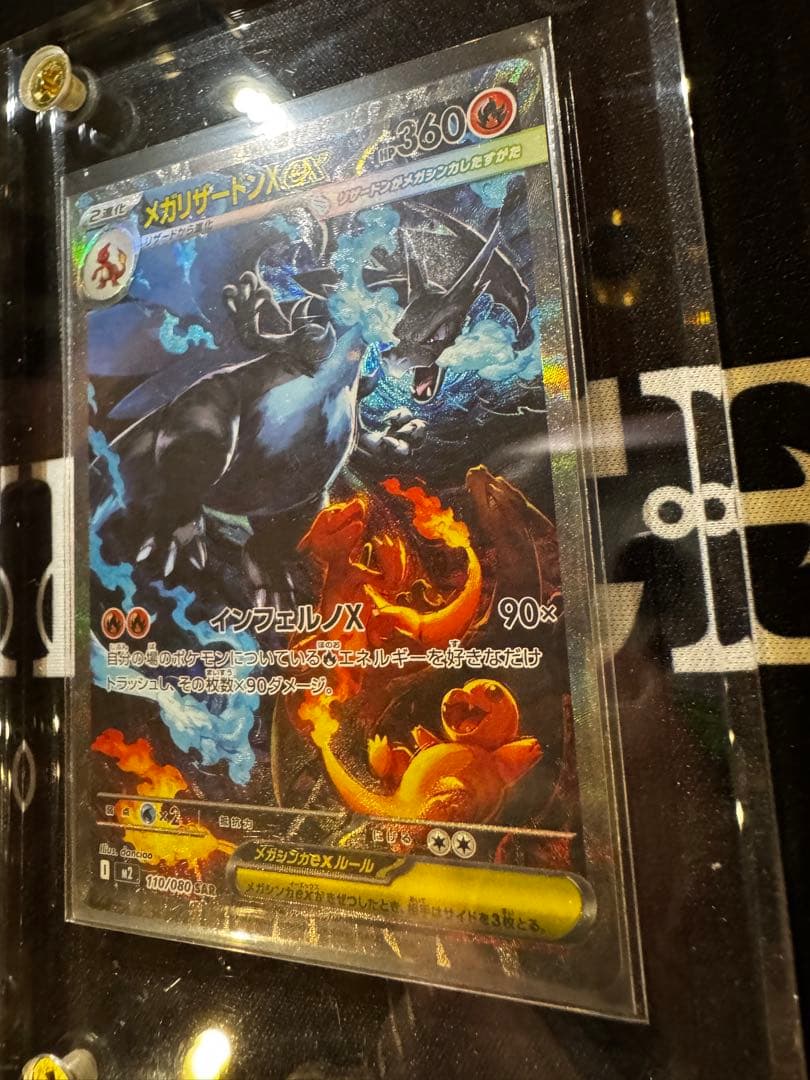 2進化 メガリザードンXex HP360
リザードから進化 リザードンがメガシンカしたすがた
インフェルノX 90×
自分の場のポケモンについているエネルギーを好きなだけ
トラッシュし、その枚数×90ダメージ。
弱点 ×2 抵抗力 にげる
Illus. danciao
メガシンカexルール
I M2 110/080 SAR
メガシンカexがきぜつしたとき、相手はサイドを3枚とる。